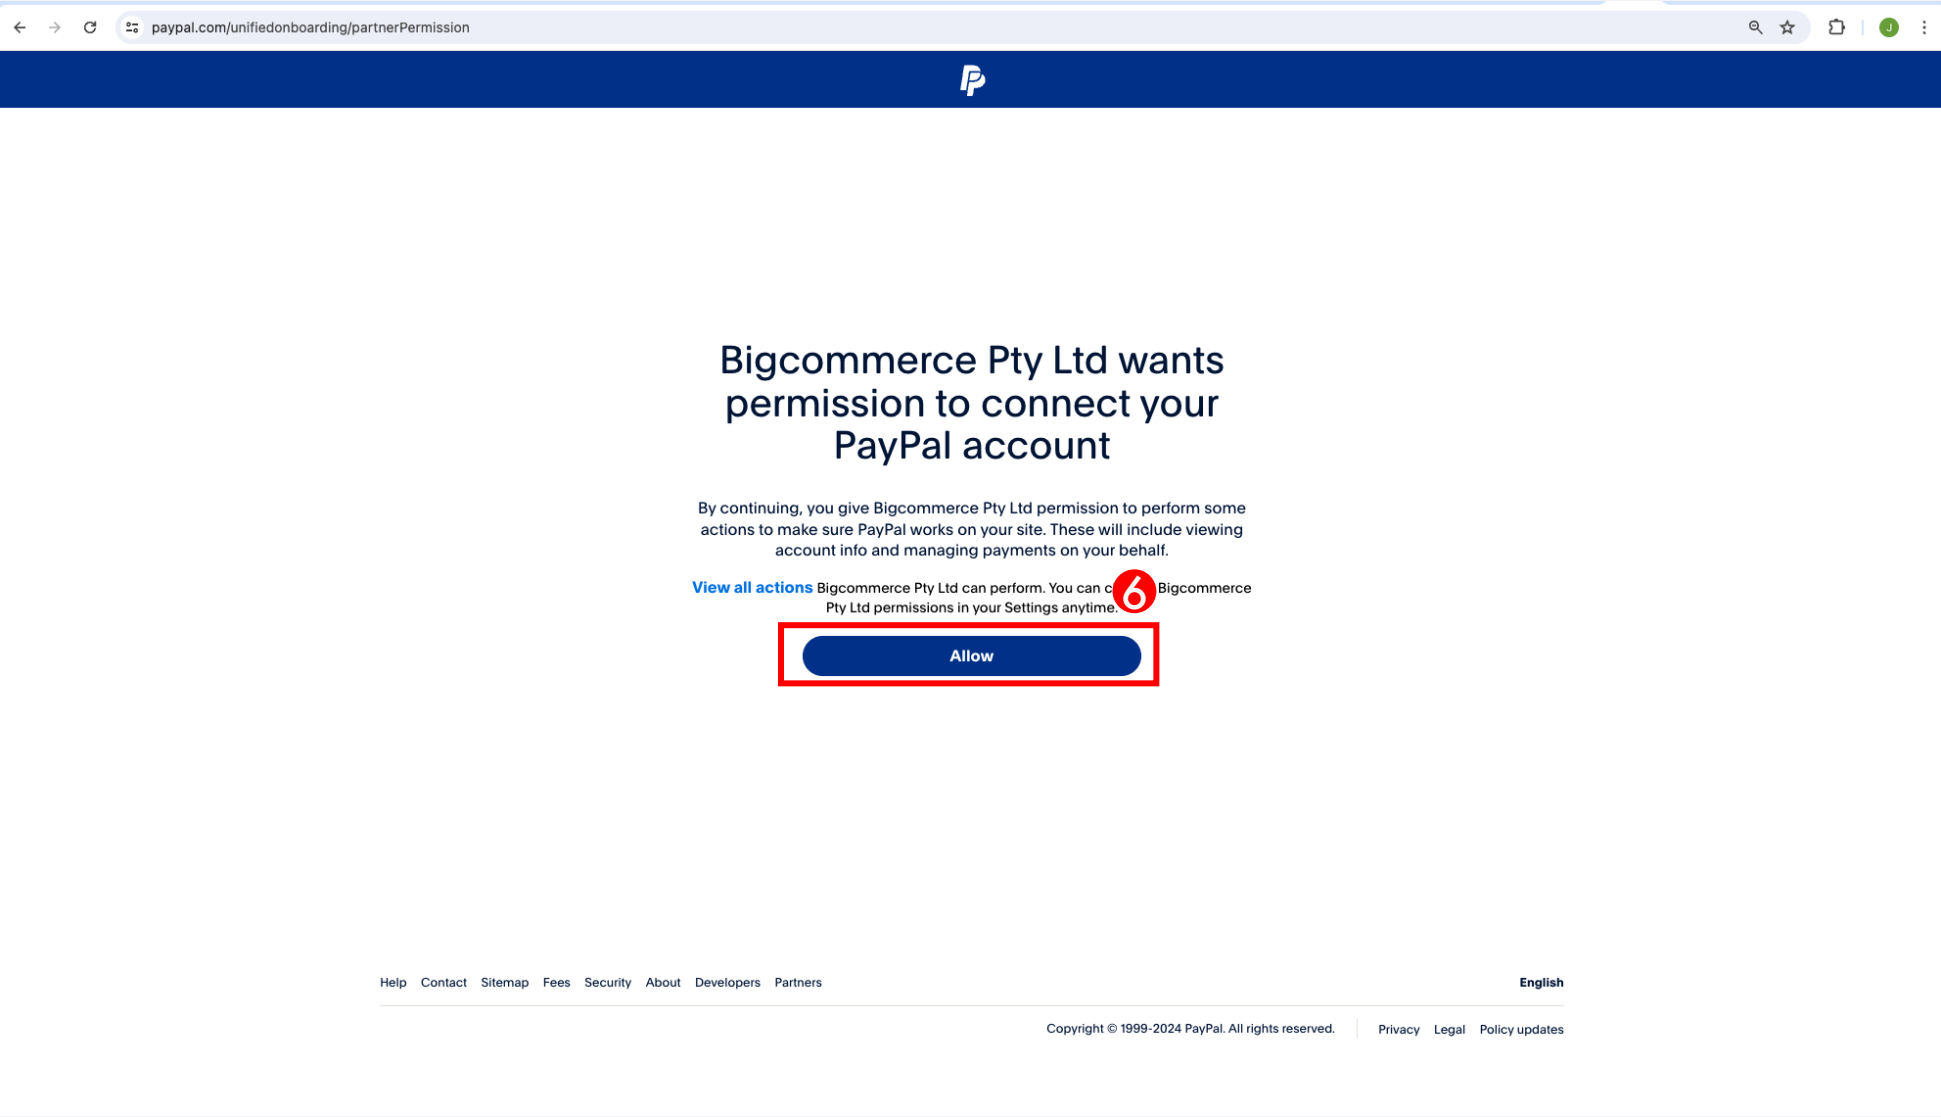 paypal.com/unifiedonboarding/partnerPermission
J
Bigcommerce Pty Ltd wants
permission to connect your
PayPal account
By continuing, you give Bigcommerce Pty Ltd permission to perform some
actions to make sure PayPal works on your site. These will include viewing
account info and managing payments on your behalf.
View all actions Bigcommerce Pty Ltd can perform. You can c 6 Bigcommerce
Pty Ltd permissions in your Settings anytime.
Allow
Help Contact Sitemap Fees Security About Developers Partners English
Copyright © 1999-2024 PayPal. All rights reserved. Privacy Legal Policy updates